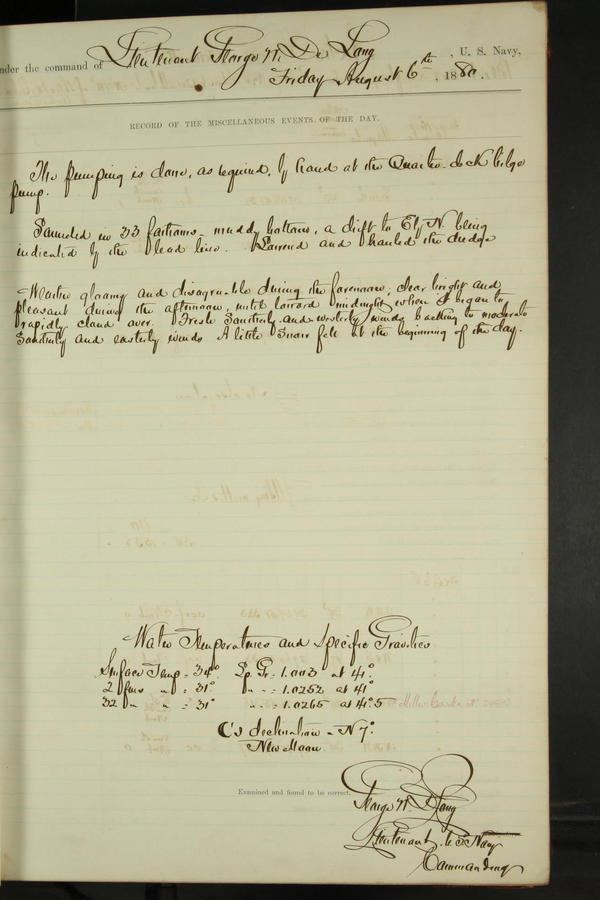 nder the command of Lieutenant George W. De Long, U. S. Navy,
Friday August 6th, 1880.
RECORD OF THE MISCELLANEOUS EVENTS OF THE DAY.
The pumping is done, as required, by hand at the Quarter-deck bilge
pump.
Sounded in 33 fathoms - muddy bottom, a drift to Ely N. being
indicated by the lead line. Lowered and hauled the dredge
Weather gloomy and disagreeable during the forenoon; clear bright and
pleasant during the afternoon, until toward midnight when it began to
rapidly cloud over. Fresh Southerly and westerly winds backing to moderate
Southerly and easterly winds. A little Snow fell at the beginning of the day.
Water Temperatures and Specific Gravities
Surface Temp = 34° Sp. Gr. = 1.003 at 41°
2 fms " = 31° " " = 1.0252 at 41°
32 " " = 31° " " = 1.0265 at 41°5
C's declination - N 7°.
New Moon.
Examined and found to be correct.
George W. De Long
Lieutenant U.S. Navy
Commanding